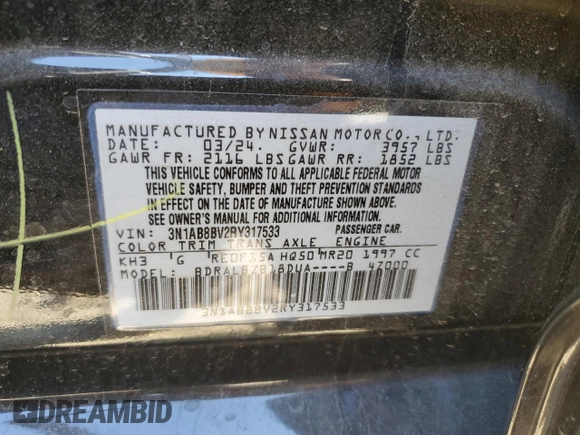 MANUFACTURED BY NISSAN MOTOR CO., LTD.
DATE: 03/24. GVWR: 3957 LBS
GAWR FR: 2116 LBS GAWR RR: 1852 LBS
THIS VEHICLE CONFORMS TO ALL APPLICABLE FEDERAL MOTOR
VEHICLE SAFETY, BUMPER AND THEFT PREVENTION STANDARDS
IN EFFECT ON THE DATE OF MANUFACTURE SHOWN ABOVE.
SEE OWNER'S MANUAL FOR ADDITIONAL INFORMATION.
VIN: 3N1AB8BV2RY317533 PASSENGER CAR.
COLOR TRIM TRANS AXLE ENGINE
KH3 G RE0F15A HQ50 MR20 1997 CC
MODEL: BDRALBZB18DUA----B 4Z000
3N1AB8BV2RY317533
DREAMBID